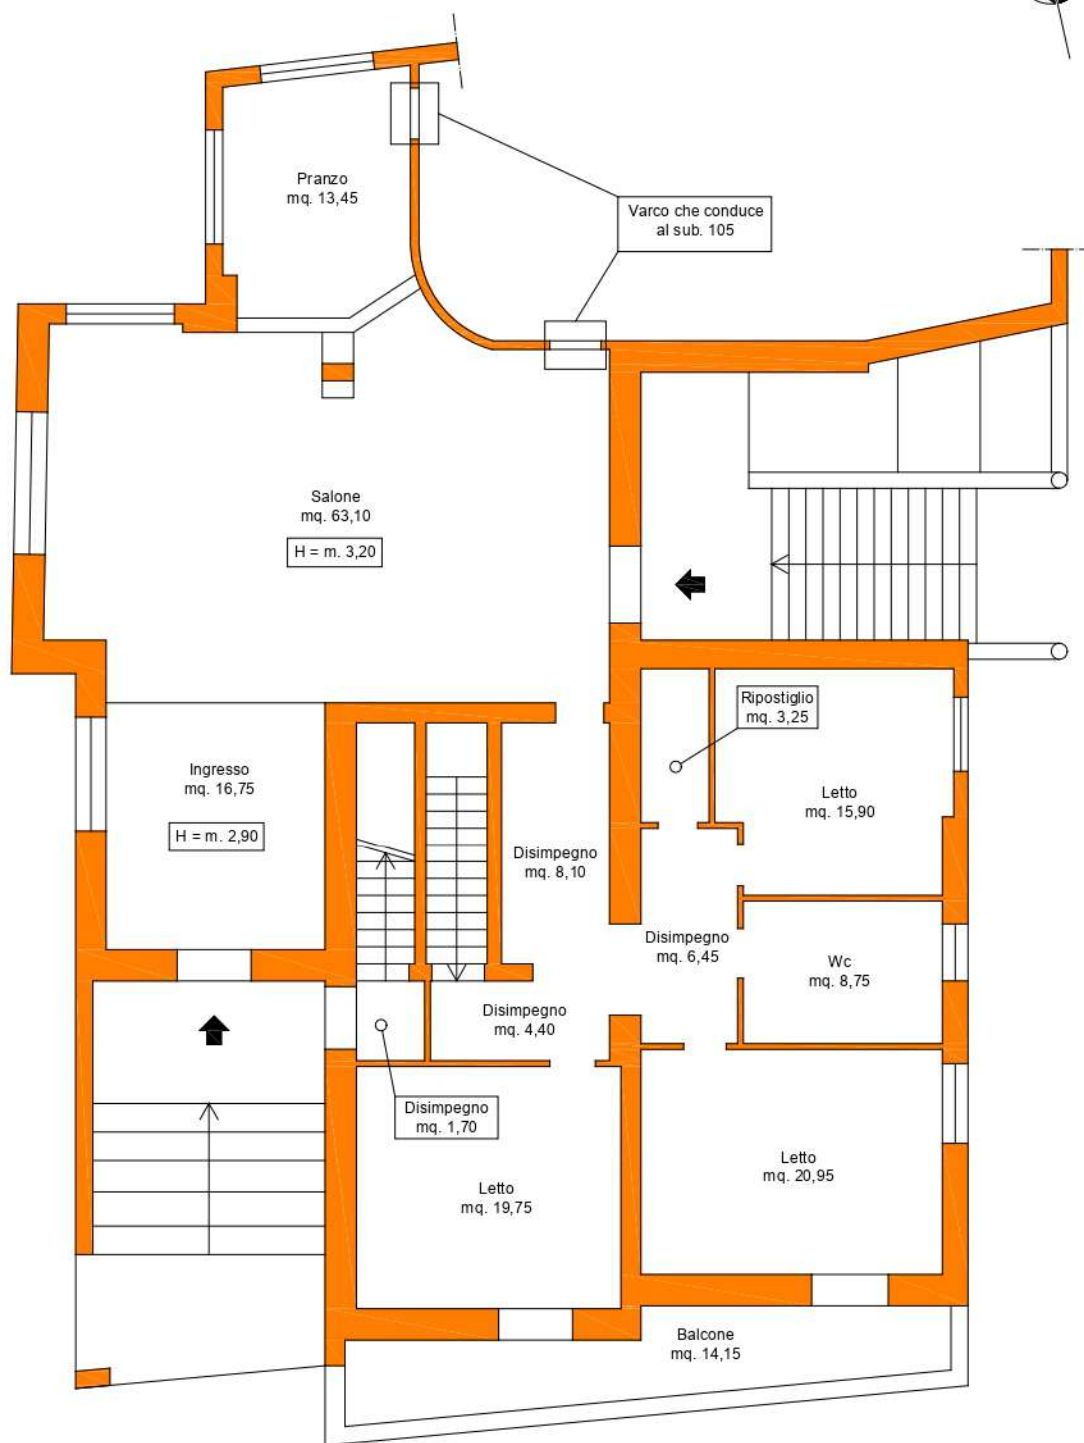 Pranzo
mq. 13,45
Varco che conduce
al sub. 105
Salone
mq. 63,10
H = m. 3,20
Ripostiglio
mq. 3,25
Ingresso
mq. 16,75
H = m. 2,90
Letto
mq. 15,90
Disimpegno
mq. 8,10
Disimpegno
mq. 6,45
Wc
mq. 8,75
Disimpegno
mq. 4,40
Disimpegno
mq. 1,70
Letto
mq. 20,95
Letto
mq. 19,75
Balcone
mq. 14,15